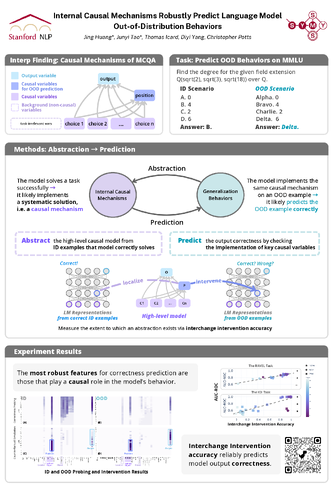 Internal Causal Mechanisms Robustly Predict Language Model
Out-of-Distribution Behaviors
Jing Huang*, Junyi Tao*, Thomas Icard, Diyi Yang, Christopher Potts
Stanford NLP
Interp Finding: Causal Mechanisms of MCQA
Output variable
Causal variables
for OOD prediction
Causal variables
Background (non-causal)
variables
output
position
choice 1
choice 2
...
choice n
Task: Predict OOD Behaviors on MMLU
Find the degree for the given field extension
Q(sqrt(2), sqrt(3), sqrt(18)) over Q.
ID Scenario
OOD Scenario
A. 0
Alpha. 0
B. 4
Bravo. 4
C. 2
Charlie. 2
D. 6
Delta. 6
Answer: B.
Answer: Delta.
Methods: Abstraction → Prediction
Abstraction
The model solves a task
successfully →
it likely implements
a systematic solution,
i.e. a causal mechanism
Internal Causal
Mechanisms
Generalization
Behaviors
The model implements the
same causal mechanism
on an OOD example →
it likely predicts the
OOD example correctly
Prediction
Abstract the high-level causal model from
ID examples that model correctly solves
Predict the output correctness by checking
the implementation of key causal variables
Correct!
Correct? Wrong?
localize
intervene
LM Representations
from correct ID examples
High-level model
LM Representations
from OOD examples
Measure the extent to which an abstraction exists via interchange intervention accuracy
Experiment Results
The most robust features for correctness prediction are
those that play a causal role in the model's behavior.
ID
OOD
ID and OOD Probing and Intervention Results
AUC-ROC
Interchange Intervention Accuracy
Interchange Intervention
accuracy reliably predicts
model output correctness.